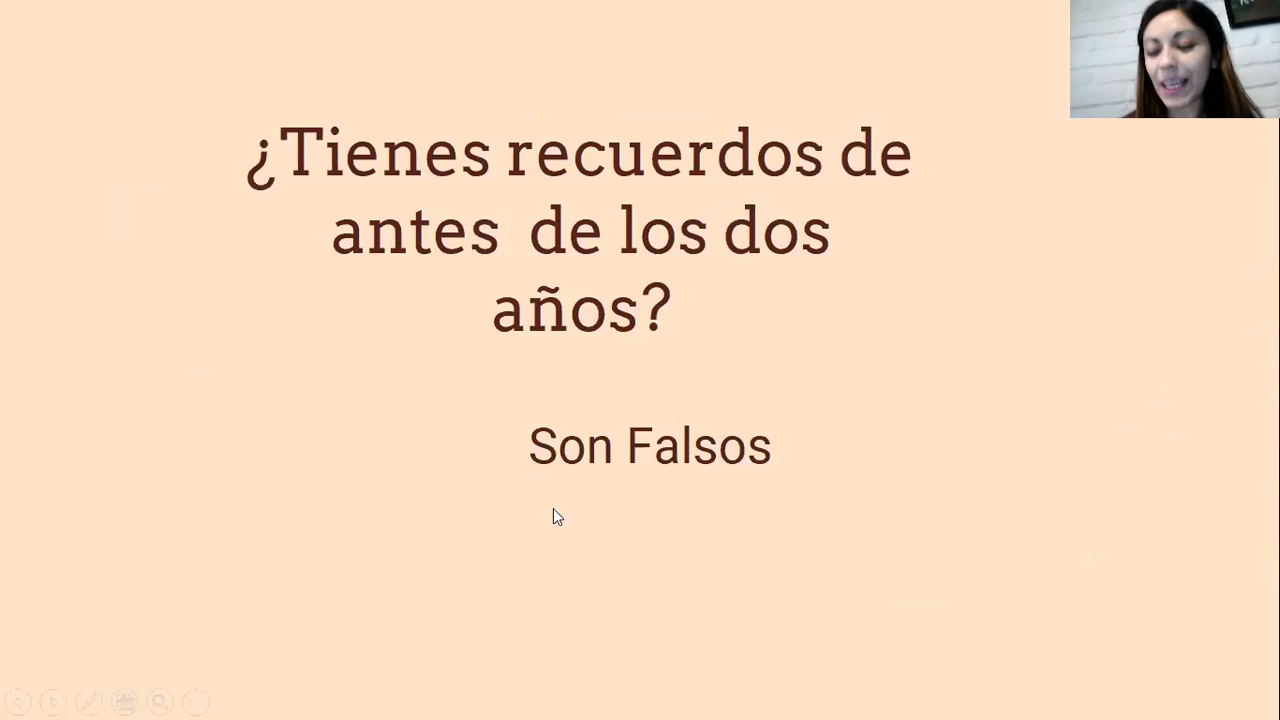 ¿Tienes recuerdos de
antes de los dos
años?
Son Falsos